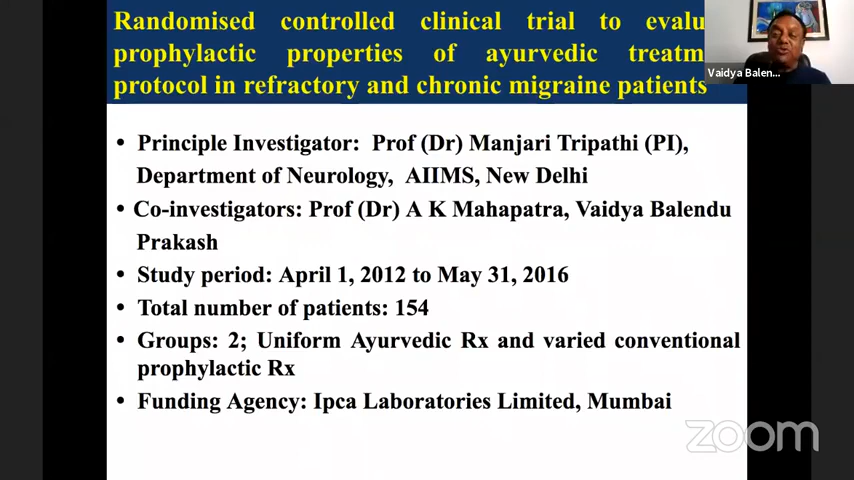 Randomised controlled clinical trial to evalu
prophylactic properties of ayurvedic treatm
protocol in refractory and chronic migraine patients
Vaidya Balen...
• Principle Investigator: Prof (Dr) Manjari Tripathi (PI),
Department of Neurology, AIIMS, New Delhi
• Co-investigators: Prof (Dr) A K Mahapatra, Vaidya Balendu
Prakash
• Study period: April 1, 2012 to May 31, 2016
• Total number of patients: 154
• Groups: 2; Uniform Ayurvedic Rx and varied conventional
prophylactic Rx
• Funding Agency: Ipca Laboratories Limited, Mumbai
zoom